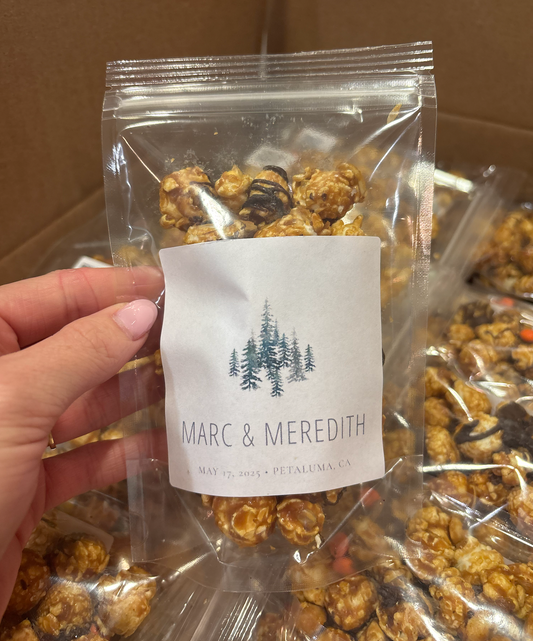 MARC & MEREDITH
MAY 17, 2025 • PETALUMA, CA